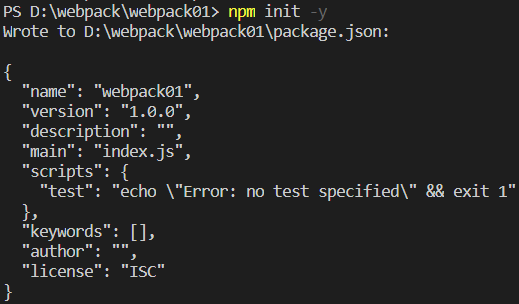 PS D:\webpack\webpack01> npm init -y
Wrote to D:\webpack\webpack01\package.json:

{
  "name": "webpack01",
  "version": "1.0.0",
  "description": "",
  "main": "index.js",
  "scripts": {
    "test": "echo \"Error: no test specified\" && exit 1"
  },
  "keywords": [],
  "author": "",
  "license": "ISC"
}